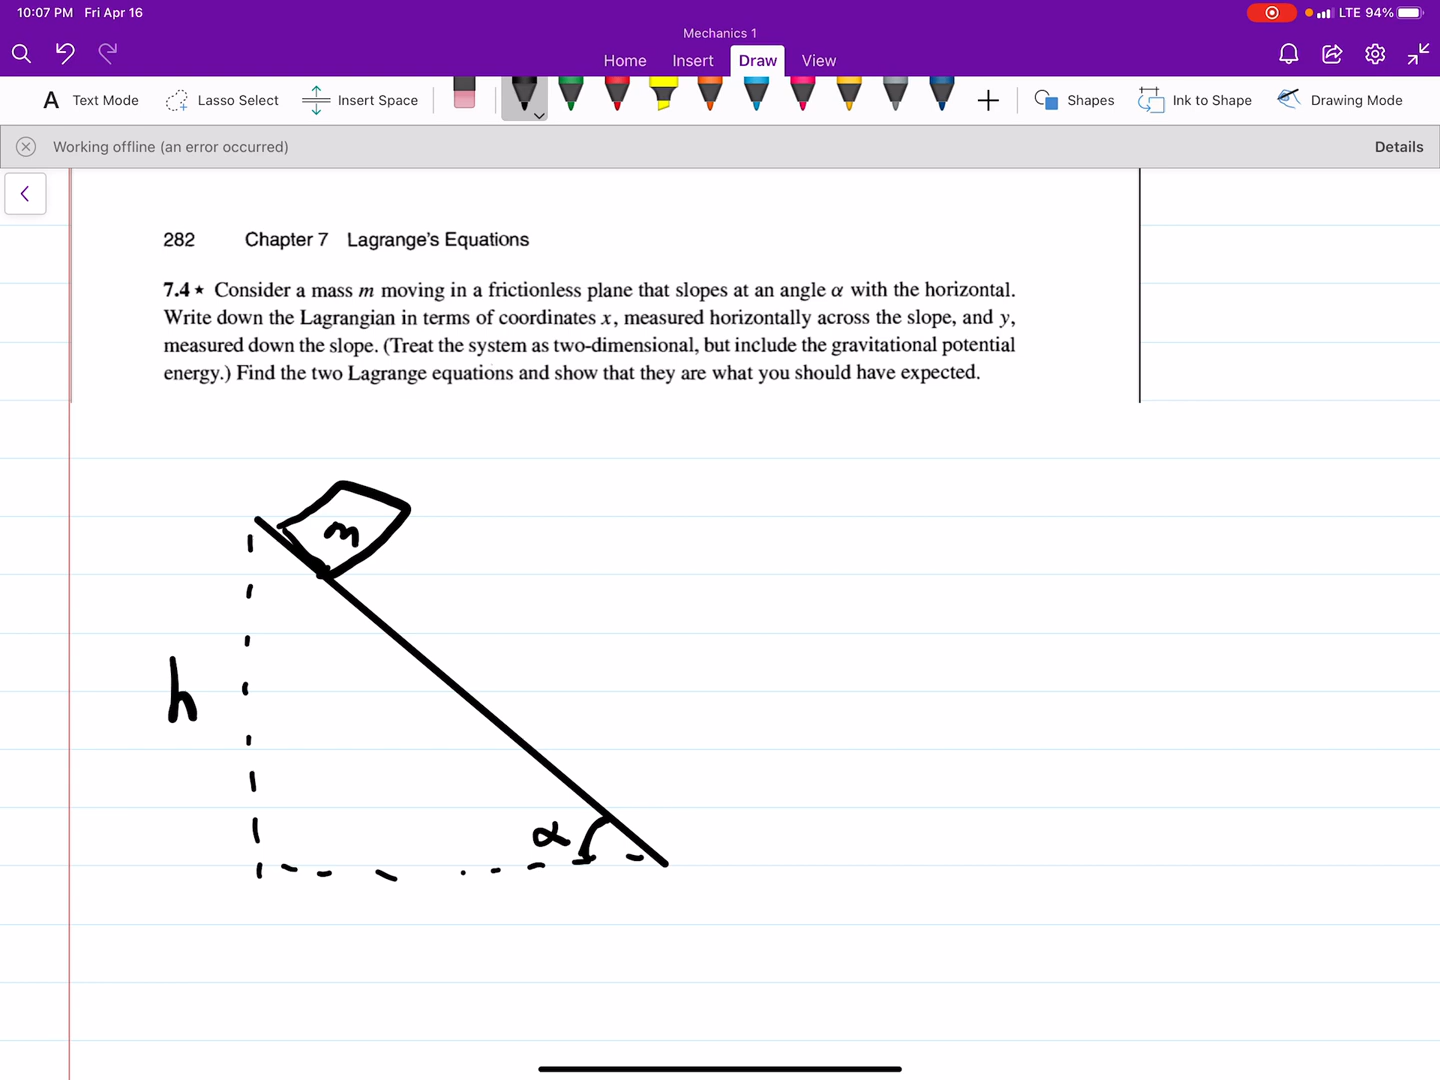 10:07 PM Fri Apr 16
LTE 94%
Mechanics 1
Home Insert Draw View
A Text Mode Lasso Select Insert Space Shapes Ink to Shape Drawing Mode
Working offline (an error occurred) Details
282 Chapter 7 Lagrange's Equations
7.4 ⋆ Consider a mass m moving in a frictionless plane that slopes at an angle α with the horizontal.
Write down the Lagrangian in terms of coordinates x, measured horizontally across the slope, and y,
measured down the slope. (Treat the system as two-dimensional, but include the gravitational potential
energy.) Find the two Lagrange equations and show that they are what you should have expected.
m
h
α